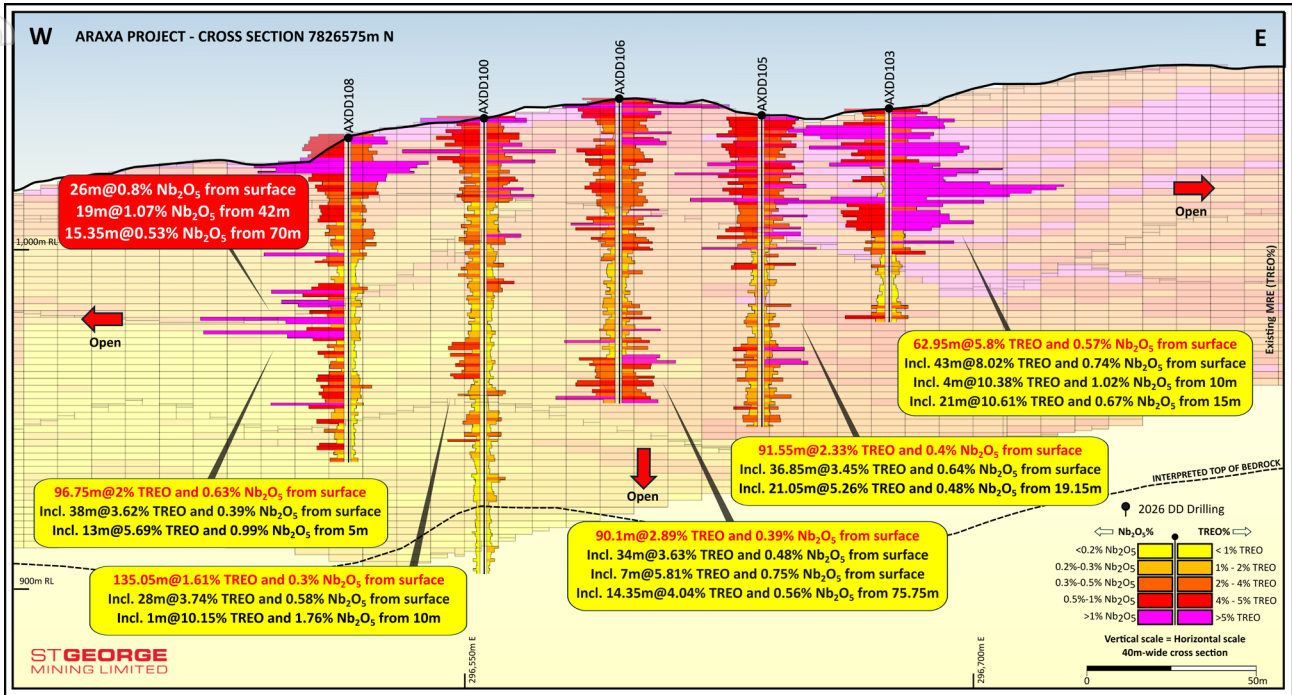 W
ARAXA PROJECT - CROSS SECTION 7826575m N
E
AXDD108
AXDD100
AXDD106
AXDD105
AXDD103
26m@0.8% Nb₂O₅ from surface
19m@1.07% Nb₂O₅ from 42m
15.35m@0.53% Nb₂O₅ from 70m
Open
1,000m RL
Open
Existing MRE (TREO%)
62.95m@5.8% TREO and 0.57% Nb₂O₅ from surface
Incl. 43m@8.02% TREO and 0.74% Nb₂O₅ from surface
Incl. 4m@10.38% TREO and 1.02% Nb₂O₅ from 10m
Incl. 21m@10.61% TREO and 0.67% Nb₂O₅ from 15m
91.55m@2.33% TREO and 0.4% Nb₂O₅ from surface
Incl. 36.85m@3.45% TREO and 0.64% Nb₂O₅ from surface
Incl. 21.05m@5.26% TREO and 0.48% Nb₂O₅ from 19.15m
Open
INTERPRETED TOP OF BEDROCK
96.75m@2% TREO and 0.63% Nb₂O₅ from surface
Incl. 38m@3.62% TREO and 0.39% Nb₂O₅ from surface
Incl. 13m@5.69% TREO and 0.99% Nb₂O₅ from 5m
90.1m@2.89% TREO and 0.39% Nb₂O₅ from surface
Incl. 34m@3.63% TREO and 0.48% Nb₂O₅ from surface
Incl. 7m@5.81% TREO and 0.75% Nb₂O₅ from surface
Incl. 14.35m@4.04% TREO and 0.56% Nb₂O₅ from 75.75m
900m RL
135.05m@1.61% TREO and 0.3% Nb₂O₅ from surface
Incl. 28m@3.74% TREO and 0.58% Nb₂O₅ from surface
Incl. 1m@10.15% TREO and 1.76% Nb₂O₅ from 10m
2026 DD Drilling
Nb₂O₅% TREO%
<0.2% Nb₂O₅ < 1% TREO
0.2%-0.3% Nb₂O₅ 1% - 2% TREO
0.3%-0.5% Nb₂O₅ 2% - 4% TREO
0.5%-1% Nb₂O₅ 4% - 5% TREO
>1% Nb₂O₅ >5% TREO
Vertical scale = Horizontal scale
40m-wide cross section
0 50m
296,550m E
296,700m E
STGEORGE
MINING LIMITED